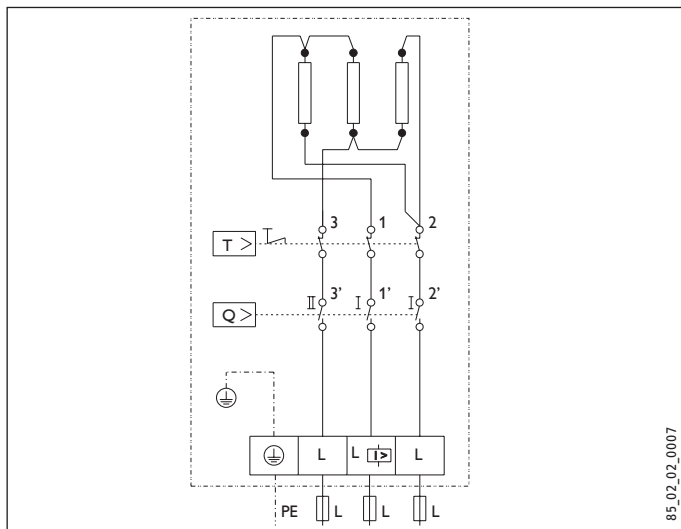 3 1 2
T >
3' 1' 2'
II I I
Q >
L L I> L
PE L L L
85_02_02_0007